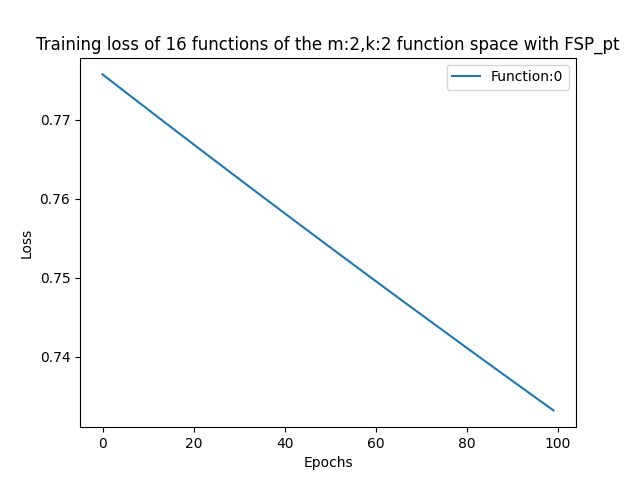 Training loss of 16 functions of the m:2,k:2 function space with FSP_pt
Function:0
0.77
0.76
0.75
0.74
Loss
0 20 40 60 80 100
Epochs